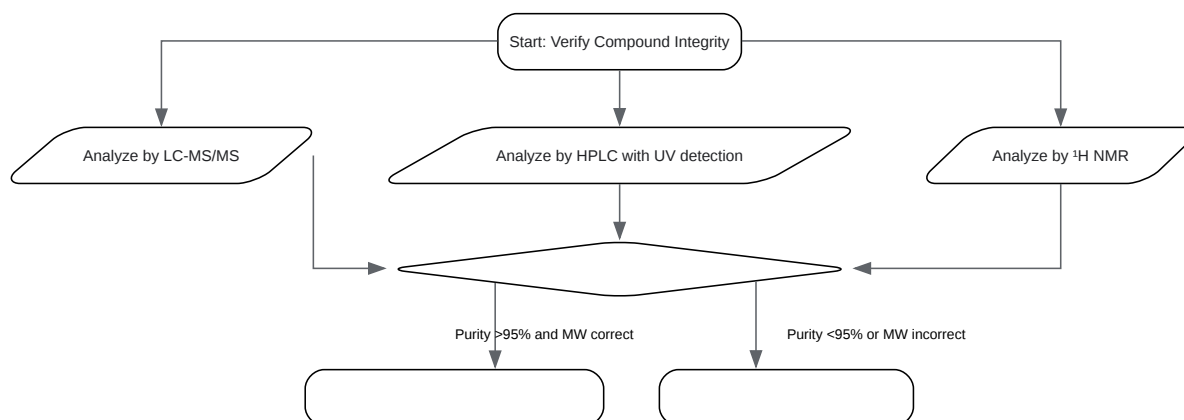 Start: Verify Compound Integrity
Analyze by LC-MS/MS
Analyze by HPLC with UV detection
Analyze by ¹H NMR
Purity >95% and MW correct
Purity <95% or MW incorrect